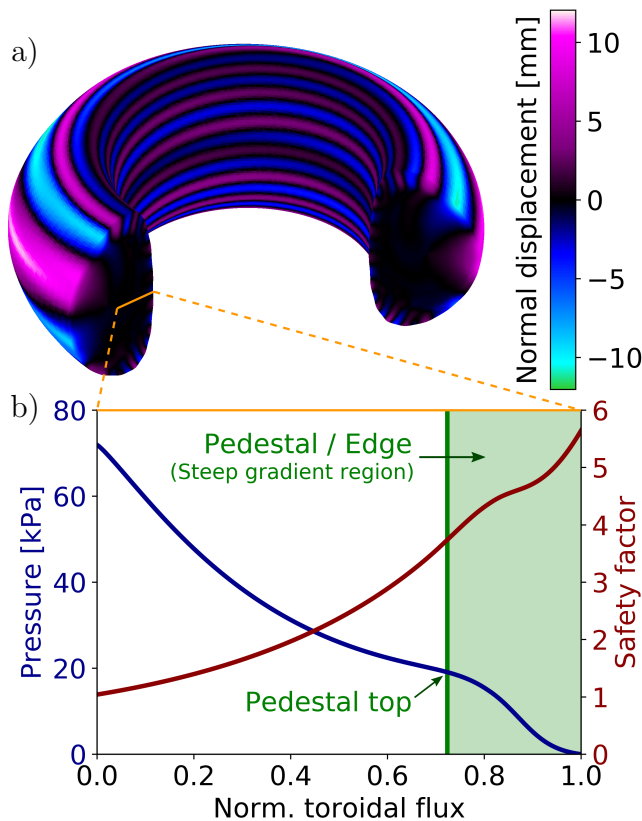 a)
Normal displacement [mm]
10
5
0
−5
−10
b)
80
60
40
20
0
Pressure [kPa]
Pedestal / Edge
(Steep gradient region)
Pedestal top
6
5
4
3
2
1
0
Safety factor
0.0 0.2 0.4 0.6 0.8 1.0
Norm. toroidal flux